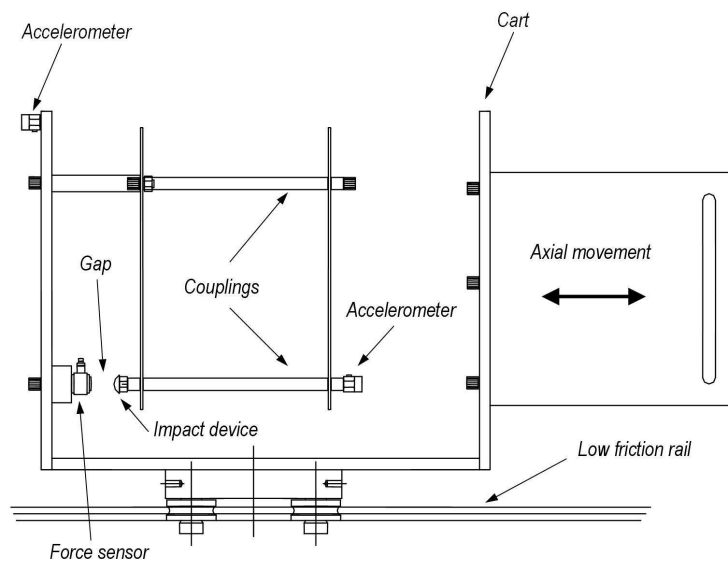 Accelerometer
Cart
Gap
Couplings
Axial movement
Accelerometer
Impact device
Low friction rail
Force sensor